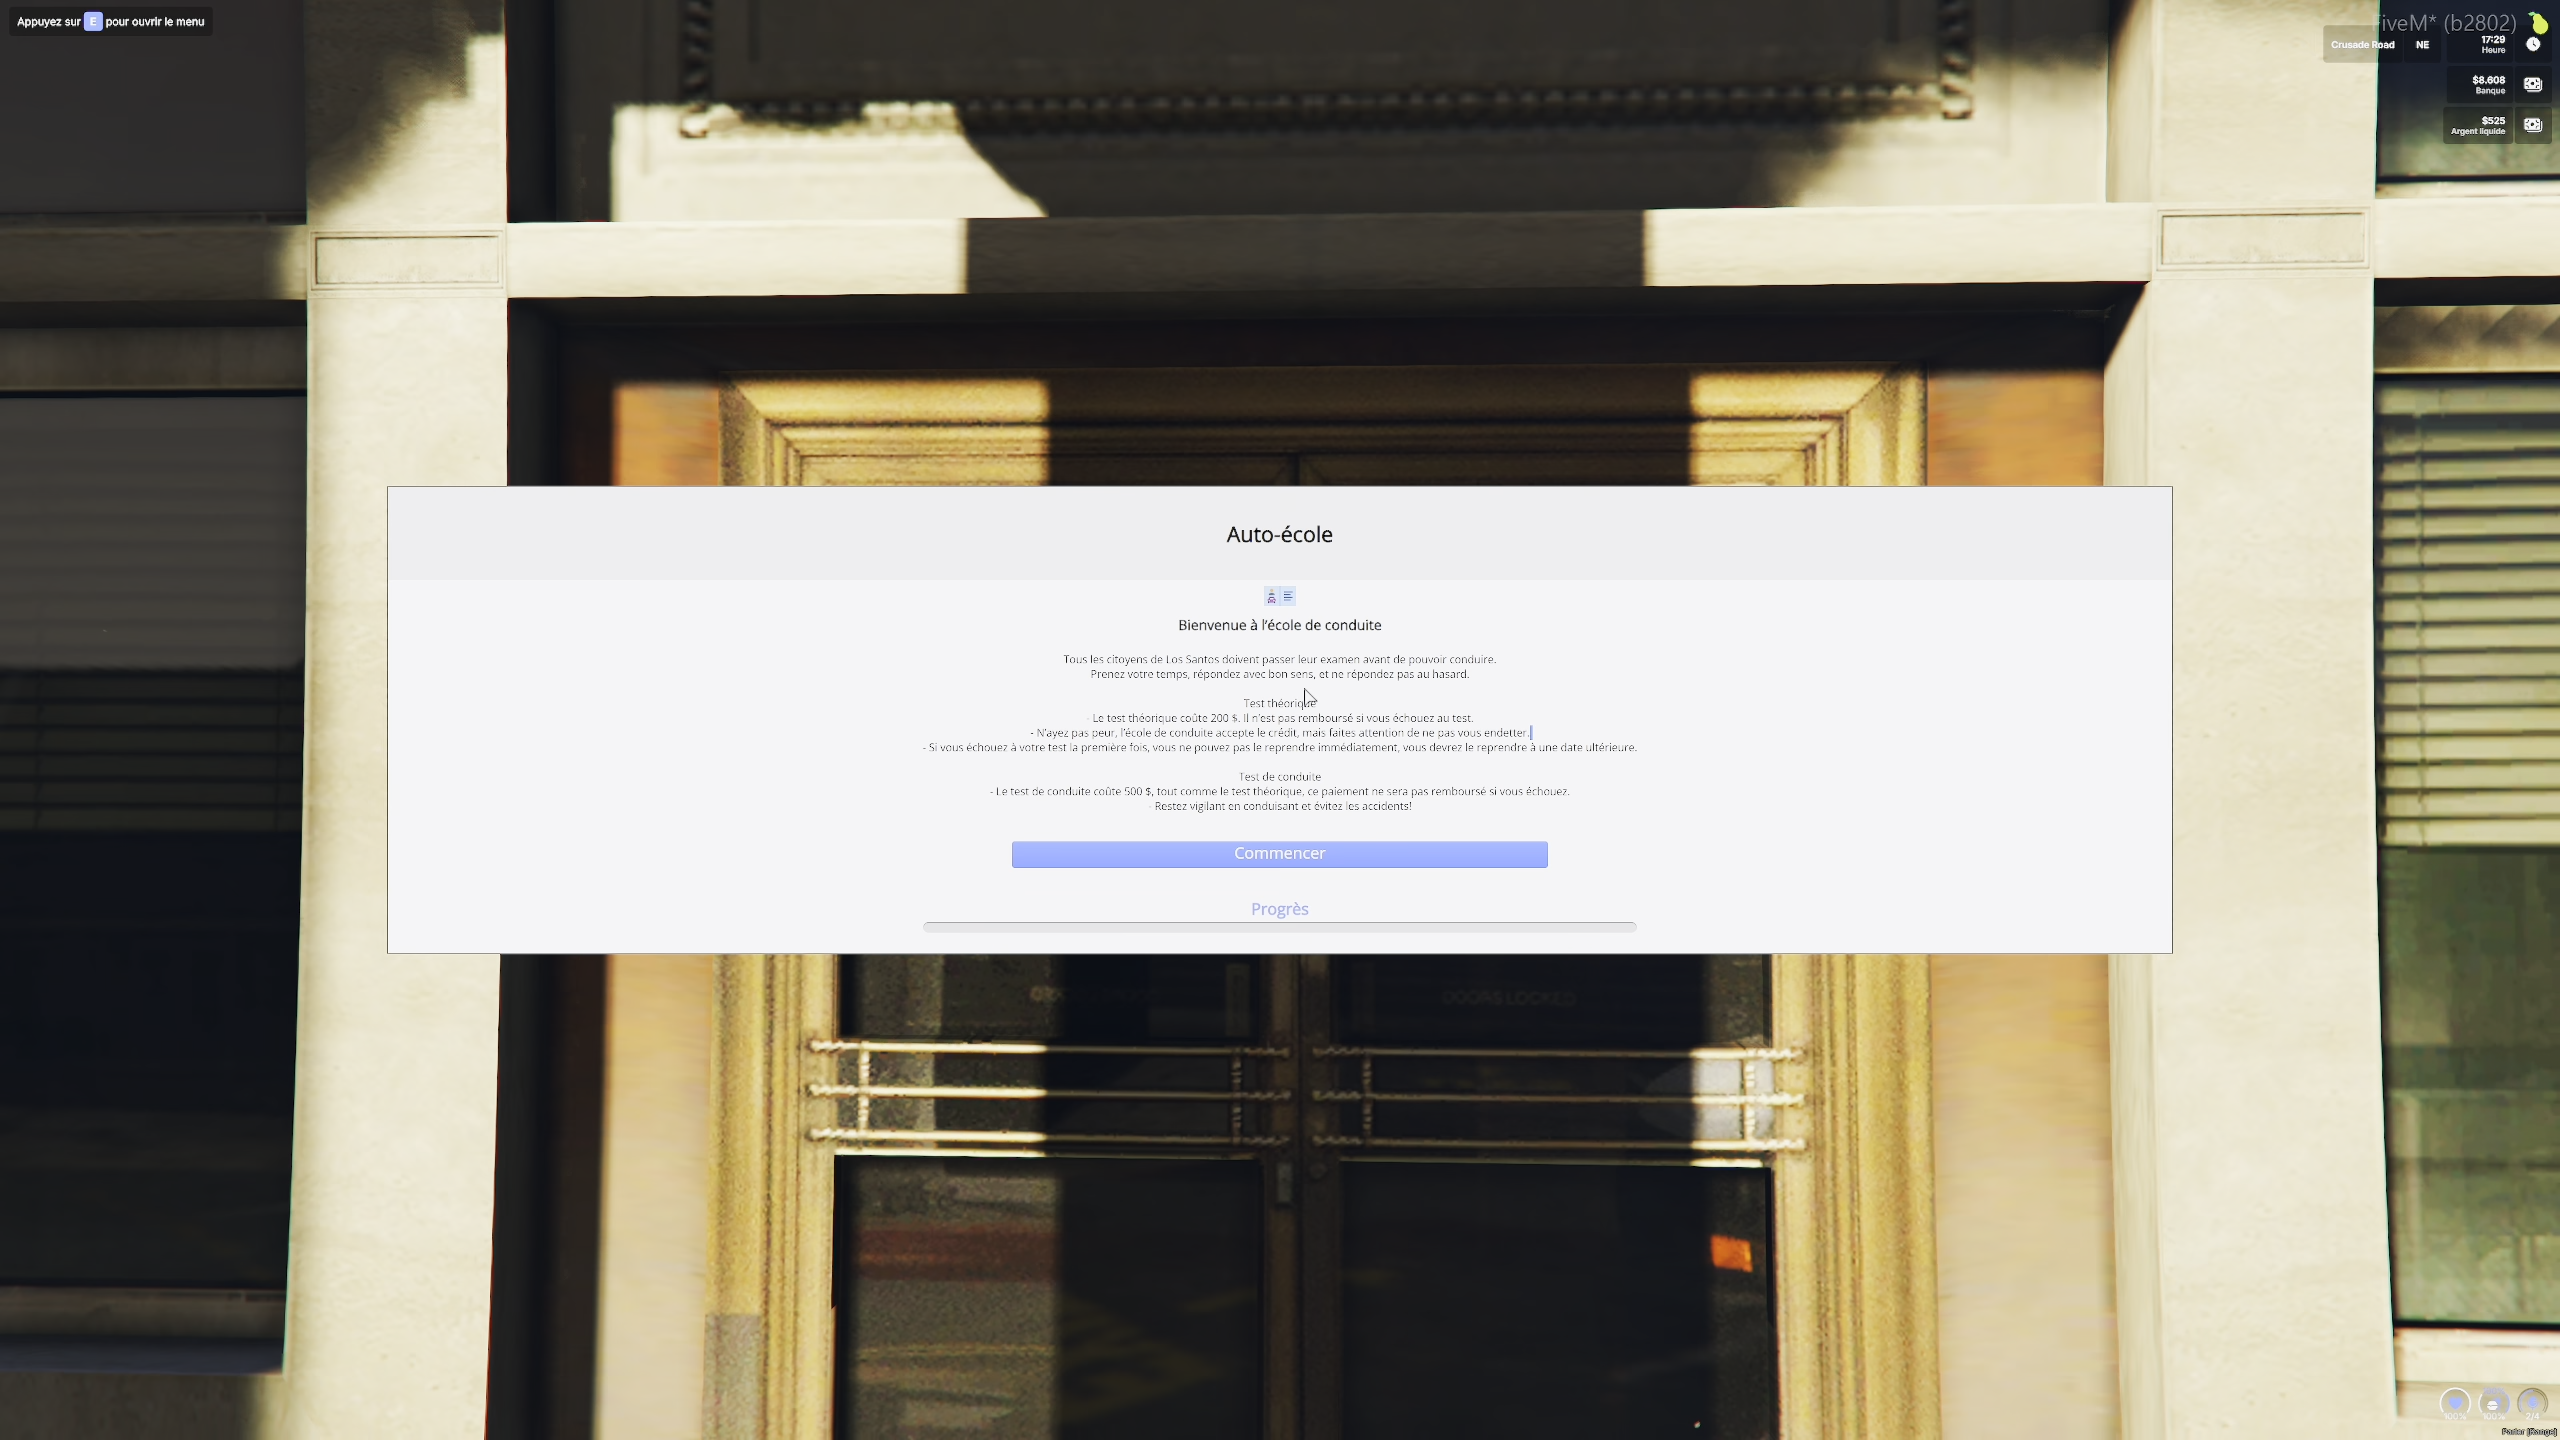 Appuyez sur E pour ouvrir le menu
FiveM* (b2802)
Crusade Road
NE
17:29
Heure
$8.608
Banque
$525
Argent liquide
Auto-école
Bienvenue à l'école de conduite
Tous les citoyens de Los Santos doivent passer leur examen avant de pouvoir conduire.
Prenez votre temps, répondez avec bon sens, et ne répondez pas au hasard.
Test théorique
- Le test théorique coûte 200 $. Il n'est pas remboursé si vous échouez au test.
- N'ayez pas peur, l'école de conduite accepte le crédit, mais faites attention de ne pas vous endetter.
- Si vous échouez à votre test la première fois, vous ne pouvez pas le reprendre immédiatement, vous devrez le reprendre à une date ultérieure.
Test de conduite
- Le test de conduite coûte 500 $, tout comme le test théorique, ce paiement ne sera pas remboursé si vous échouez.
- Restez vigilant en conduisant et évitez les accidents!
Commencer
Progrès
DOORS LOCKED
100%
100%
2/4